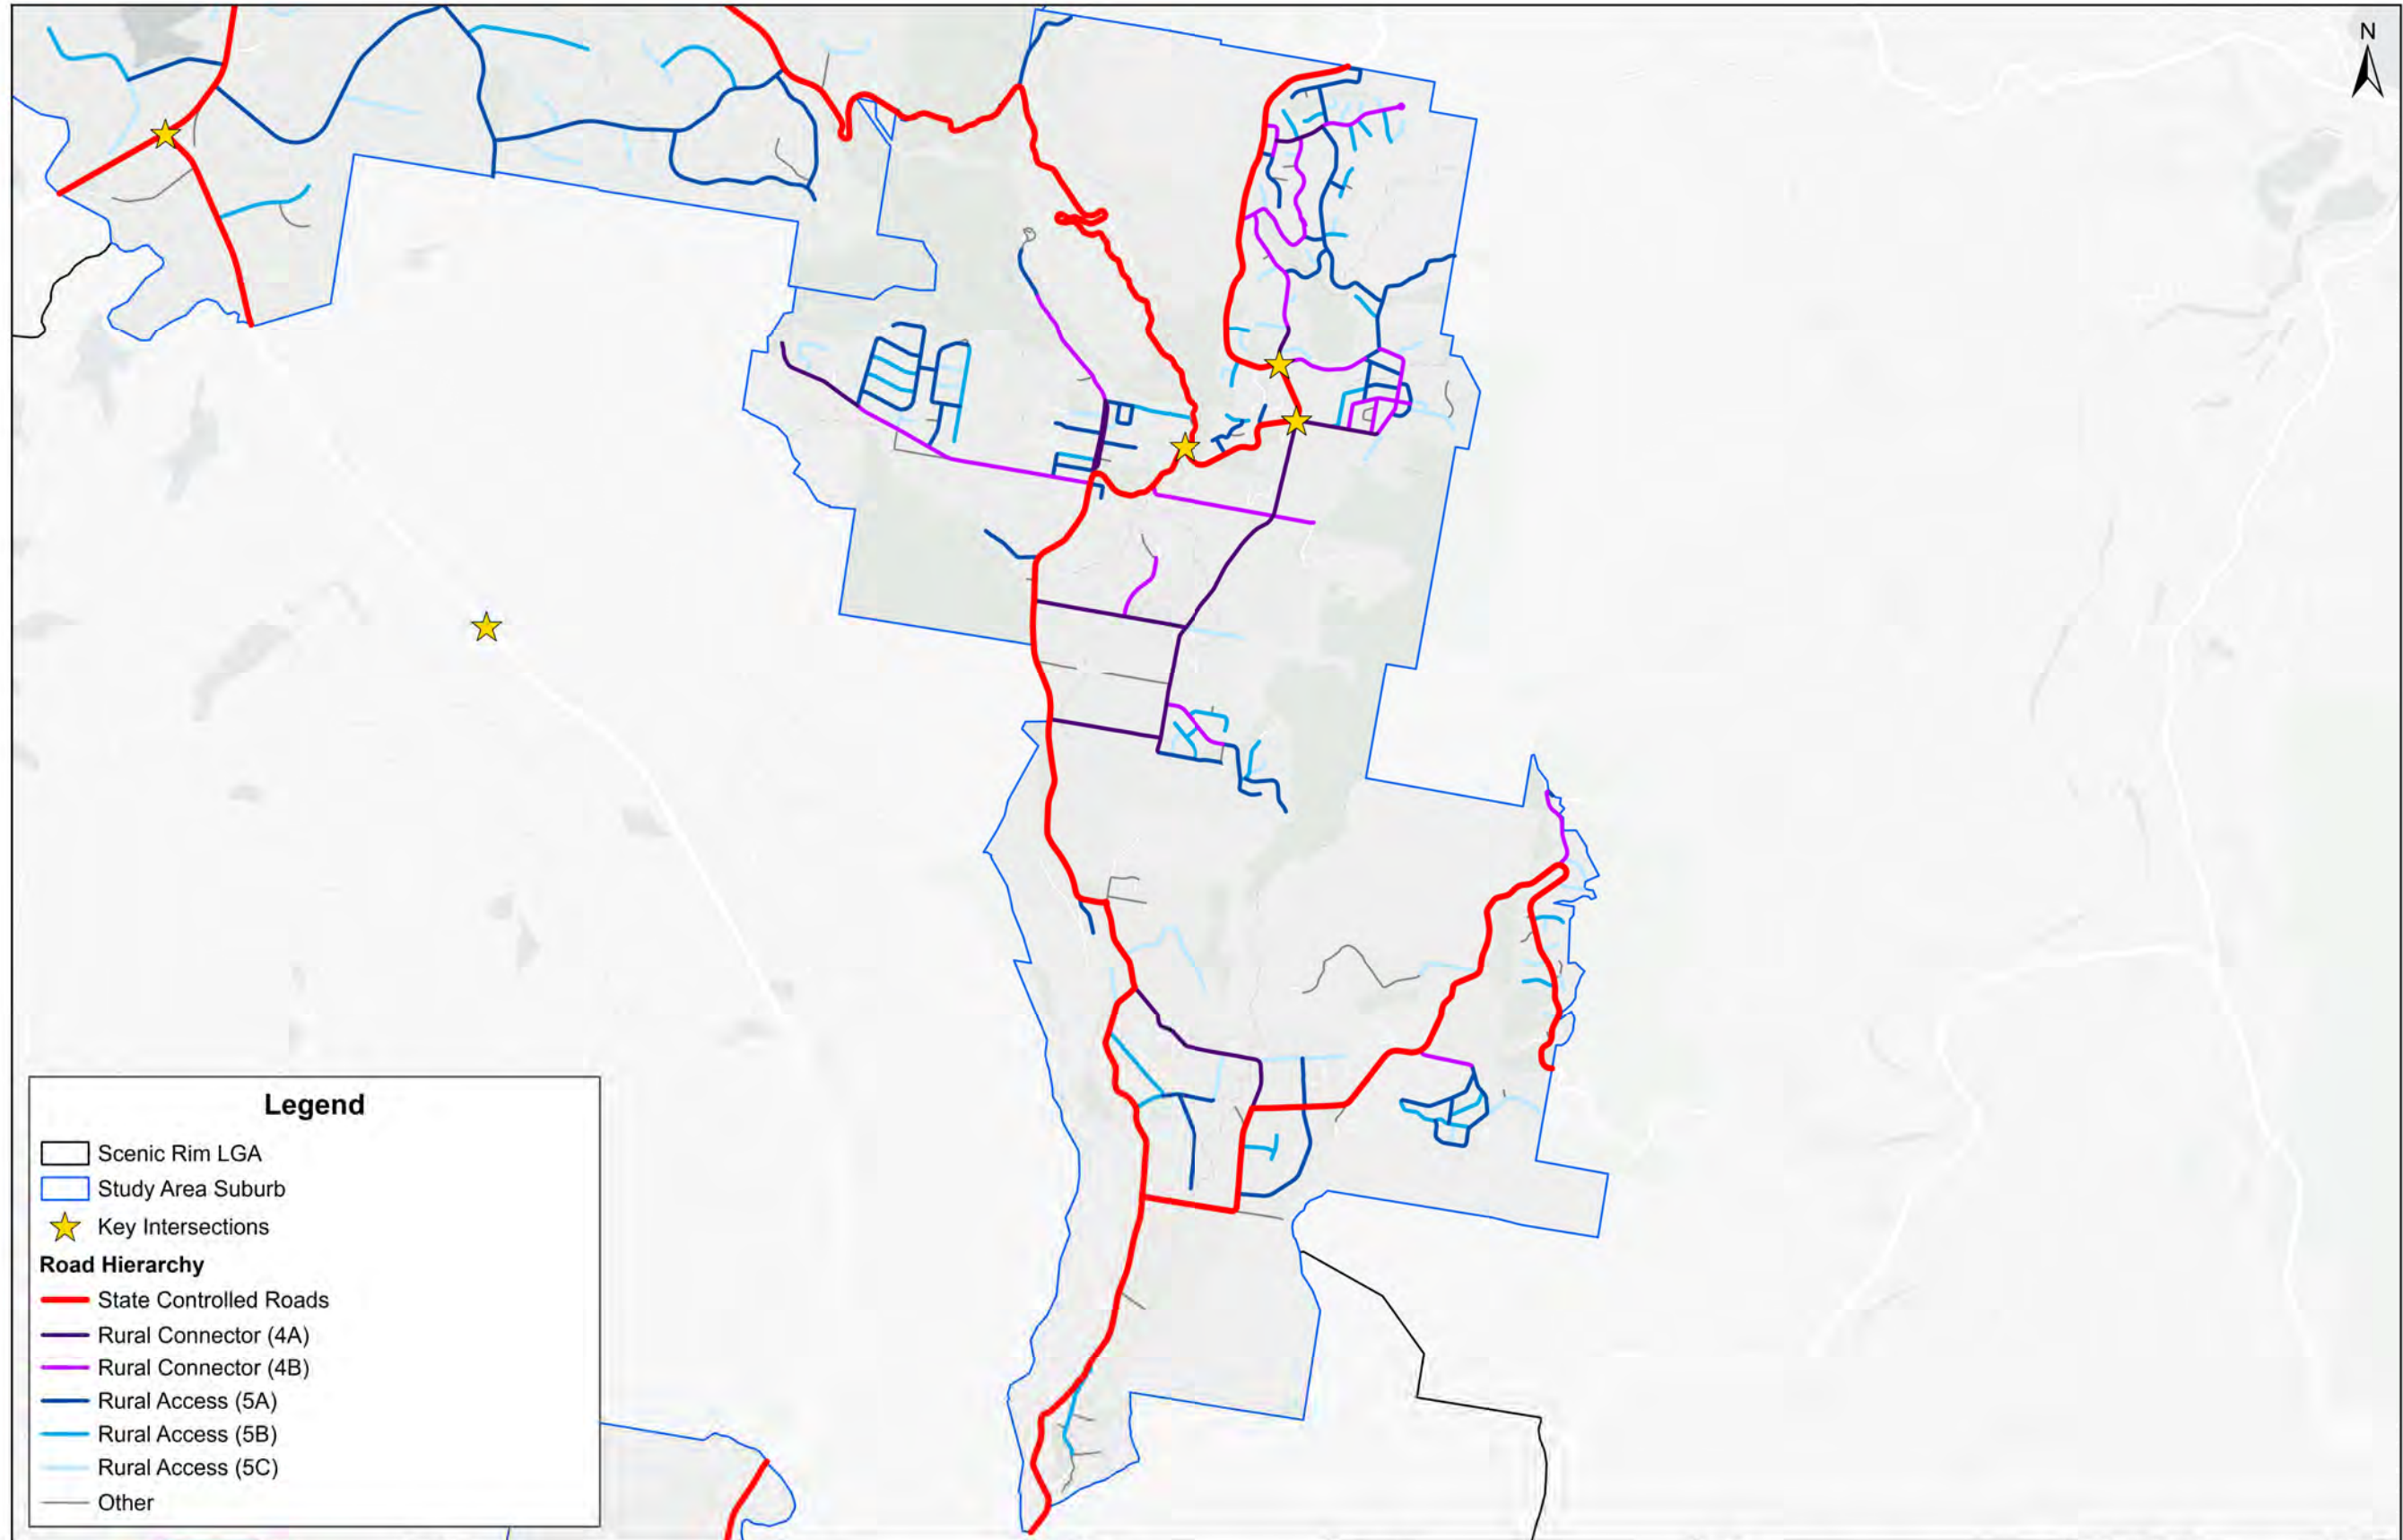 N
Legend
Scenic Rim LGA
Study Area Suburb
Key Intersections
Road Hierarchy
State Controlled Roads
Rural Connector (4A)
Rural Connector (4B)
Rural Access (5A)
Rural Access (5B)
Rural Access (5C)
Other